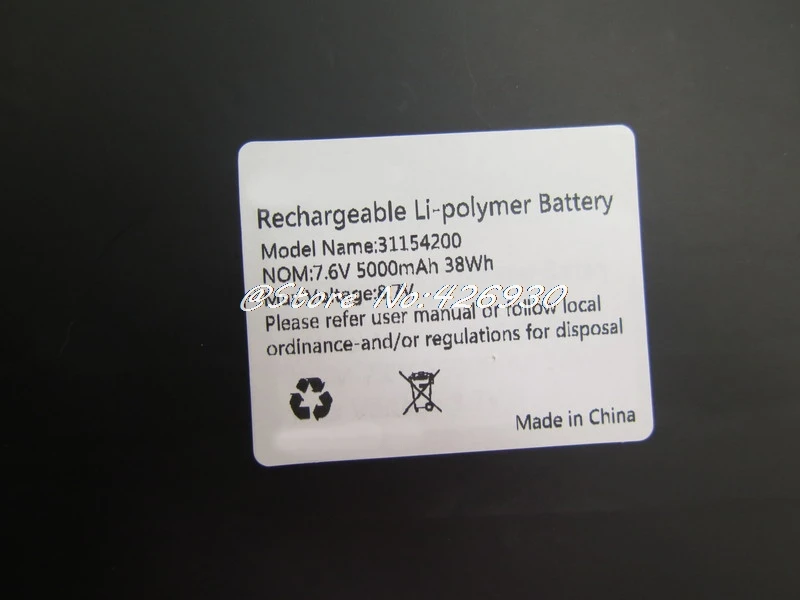 Rechargeable Li-polymer Battery
Model Name:31154200
NOM:7.6V 5000mAh 38Wh
@Store No:426930
Voltage:
Please refer user manual or follow local
ordinance-and/or regulations for disposal
Made in China